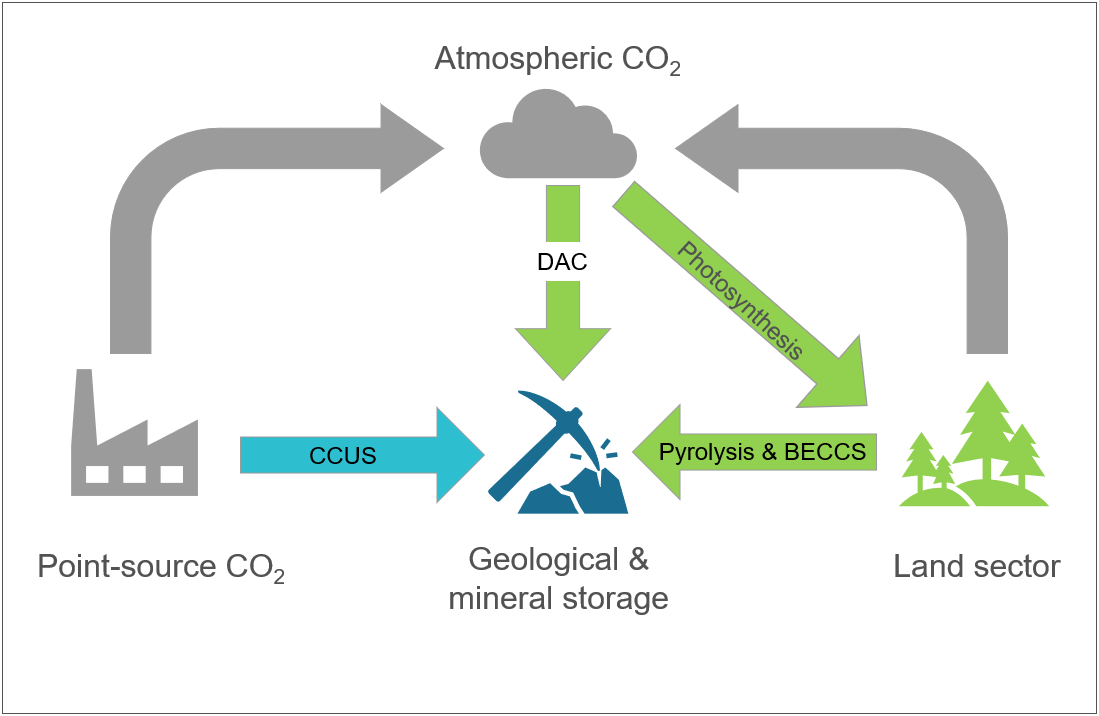 Atmospheric CO₂
DAC
Photosynthesis
CCUS
Pyrolysis & BECCS
Point-source CO₂
Geological &
mineral storage
Land sector